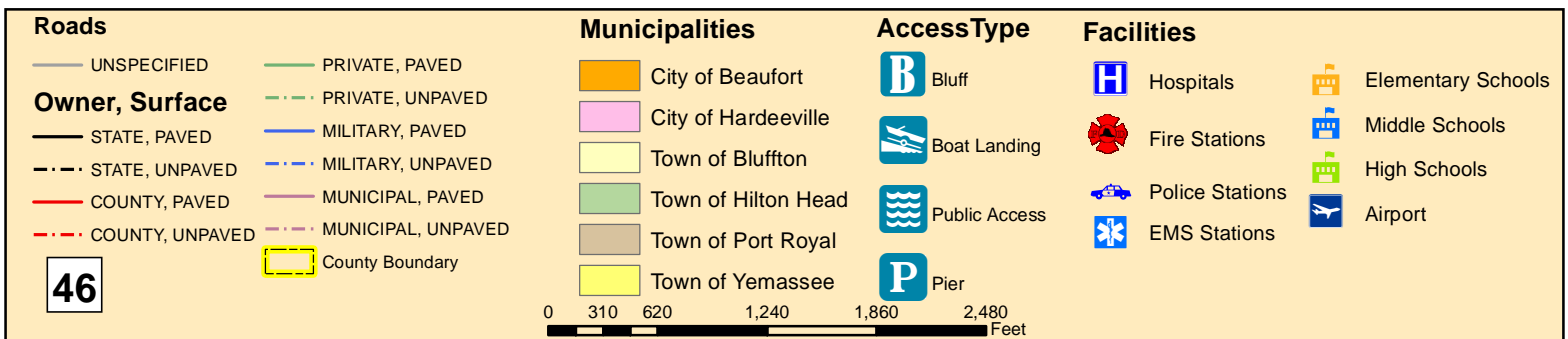 Roads
UNSPECIFIED
Owner, Surface
STATE, PAVED
STATE, UNPAVED
COUNTY, PAVED
COUNTY, UNPAVED
46
PRIVATE, PAVED
PRIVATE, UNPAVED
MILITARY, PAVED
MILITARY, UNPAVED
MUNICIPAL, PAVED
MUNICIPAL, UNPAVED
County Boundary
Municipalities
City of Beaufort
City of Hardeeville
Town of Bluffton
Town of Hilton Head
Town of Port Royal
Town of Yemassee
0 310 620 1,240 1,860 2,480
Feet
AccessType
B Bluff
Boat Landing
Public Access
P Pier
Facilities
H Hospitals
Fire Stations
Police Stations
EMS Stations
Elementary Schools
Middle Schools
High Schools
Airport